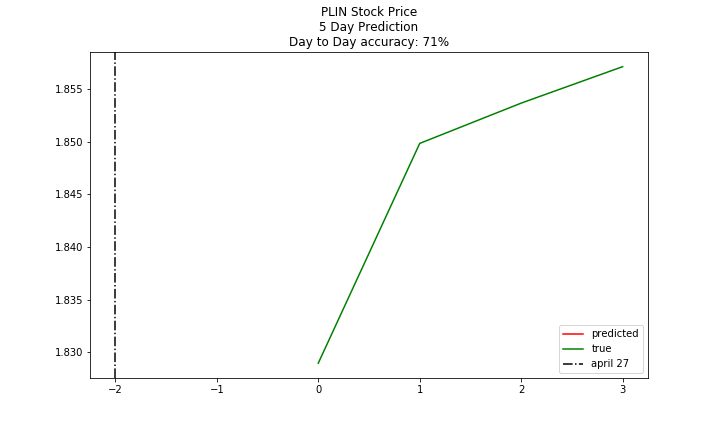 PLIN Stock Price
5 Day Prediction
Day to Day accuracy: 71%
1.855
1.850
1.845
1.840
1.835
1.830
−2
−1
0
1
2
3
predicted
true
april 27